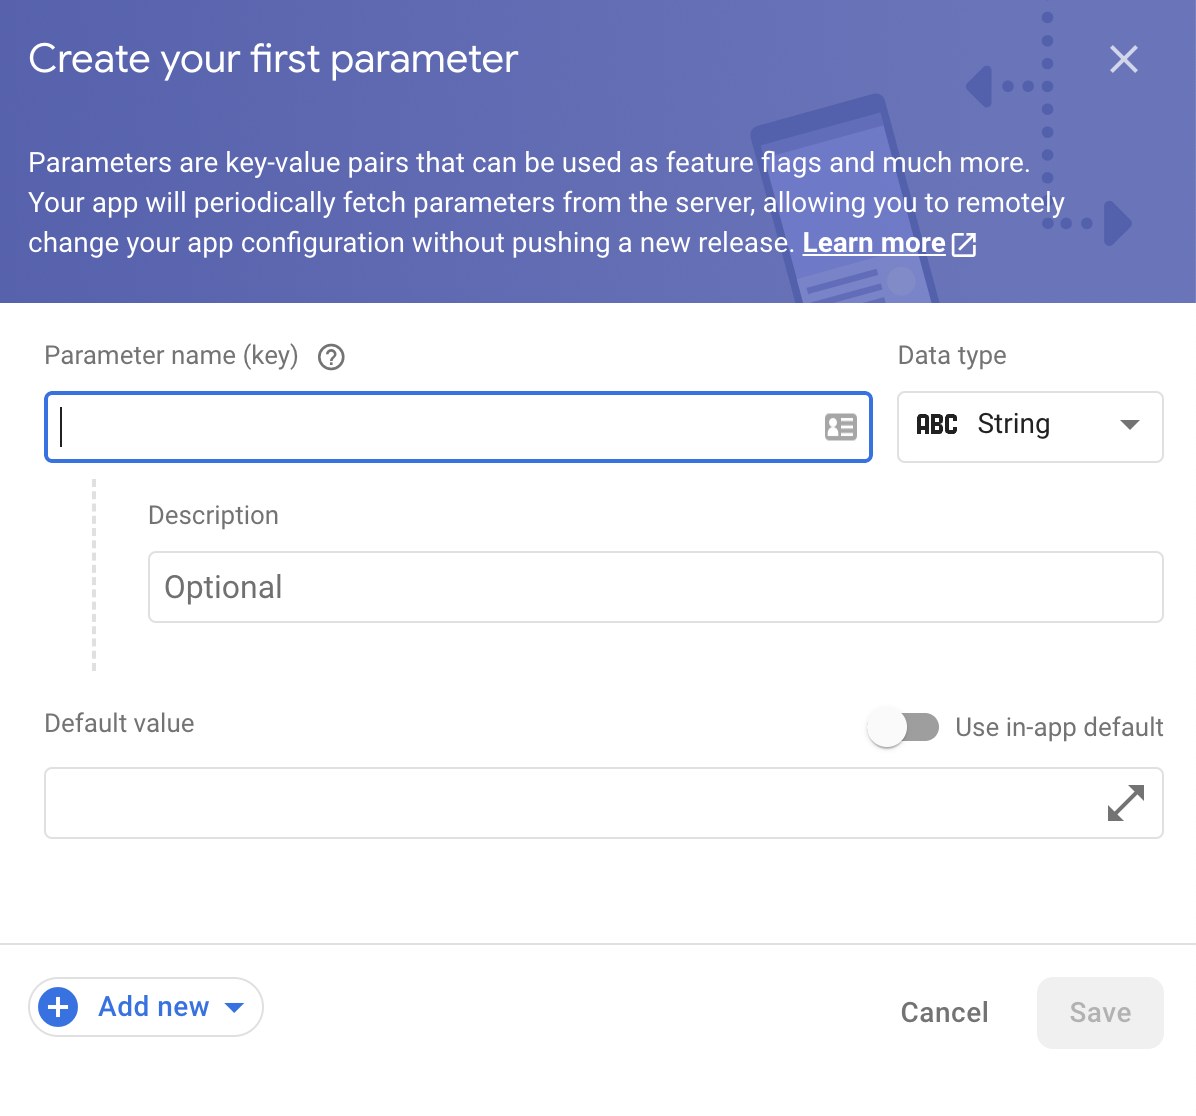 Create your first parameter
Parameters are key-value pairs that can be used as feature flags and much more.
Your app will periodically fetch parameters from the server, allowing you to remotely
change your app configuration without pushing a new release. Learn more
Parameter name (key)
Data type
ABC String
Description
Optional
Default value
Use in-app default
Add new
Cancel
Save